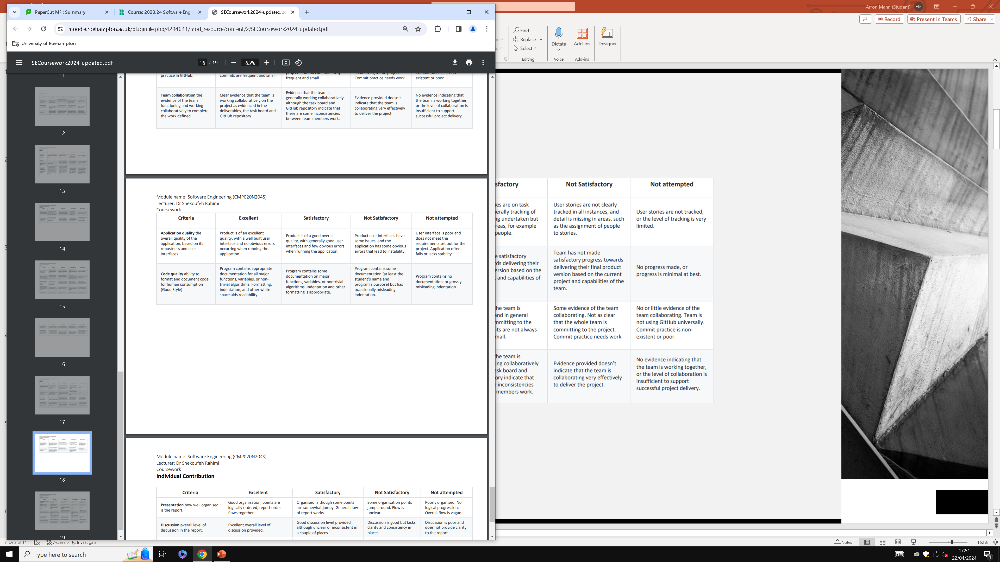 PaperCut MF : Summary
Course: 2023.24 Software Engi
SECoursework2024-updated.pd
moodle.roehampton.ac.uk/pluginfile.php/4294641/mod_resource/content/2/SECoursework2024-updated.pdf
University of Roehampton
SECoursework2024-updated.pdf
18 / 19
83%
11
12
13
14
15
16
17
18
19
practice in GitHub.
commits are frequent and small.
frequent and small.
committing to the project.
Commit practice needs work.
existent or poor.
Team collaboration the
evidence of the team
functioning and working
collaboratively to complete
the work defined.
Clear evidence that the team is
working collaboratively on the
project as evidenced in the
deliverables, the task board and
GitHub repository.
Evidence that the team is
generally working collaboratively
although the task board and
GitHub repository indicate that
there are some inconsistencies
between team members work.
Evidence provided doesn't
indicate that the team is
collaborating very effectively
to deliver the project.
No evidence indicating that
the team is working together,
or the level of collaboration is
insufficient to support
successful project delivery.
Module name: Software Engineering (CMP020N204S)
Lecturer: Dr Shekoufeh Rahimi
Coursework
Criteria
Excellent
Satisfactory
Not Satisfactory
Not attempted
Application quality the
overall quality of the
application, based on its
robustness and user
interfaces.
Product is of an excellent
quality, with a well built user
interface and no obvious errors
occurring when running the
application.
Product is of a good overall
quality, with generally good user
interfaces and few obvious errors
when running the application.
Product user interfaces have
some issues, and the
application has some obvious
errors that lead to instability.
User interface is poor and
does not meet the
requirements set out for the
project. Application often
fails or lacks stability.
Code quality ability to
format and document code
for human consumption
(Good Style)
Program contains appropriate
documentation for all major
functions, variables, or non-
trivial algorithms. Formatting,
indentation, and other white
space aids readability.
Program contains some
documentation on major
functions, variables, or nontrivial
algorithms. Indentation and other
formatting is appropriate.
Program contains some
documentation (at least the
student's name and
program's purpose) but has
occasionally misleading
indentation.
Program contains no
documentation, or grossly
misleading indentation.
Module name: Software Engineering (CMP020N204S)
Lecturer: Dr Shekoufeh Rahimi
Coursework
Individual Contribution
Criteria
Excellent
Satisfactory
Not Satisfactory
Not attempted
Presentation how well organised
is the report.
Good organisation, points are
logically ordered, report order
flows together.
Organised, although some points
are somewhat jumpy. General flow
of report works.
Some organisation points
jump around. Flow is
unclear.
Poorly organised. No
logical progression.
Overall flow is vague.
Discussion overall level of
discussion in the report.
Excellent overall level of
discussion provided.
Good discussion level provided
although unclear or inconsistent in
a couple of places.
Discussion is good but lacks
clarity and consistency in
places.
Discussion is poor and
does not provide clarity
to the report.
Arron Mann (Student)
AM
Record
Present in Teams
Share
Find
Replace
Select
Editing
Dictate
Voice
Add-ins
Add-ins
Designer
sfactory
Not Satisfactory
Not attempted
ies are on task
nerally tracking of
ng undertaken but
reas, for example
people.
User stories are not clearly
tracked in all instances, and
detail is missing in areas, such
as the assignment of people
to stories.
User stories are not tracked,
or the level of tracking is very
limited.
e satisfactory
rds delivering their
ersion based on the
t and capabilities of
Team has not made
satisfactory progress towards
delivering their final product
version based on the current
project and capabilities of the
team.
No progress made, or
progress is minimal at best.
he team is
and in general
mmitting to the
its are not always
mall.
Some evidence of the team
collaborating. Not as clear
that the whole team is
committing to the project.
Commit practice needs work.
No or little evidence of the
team collaborating. Team is
not using GitHub universally.
Commit practice is non-
existent or poor.
he team is
ing collaboratively
ask board and
ory indicate that
e inconsistencies
members work.
Evidence provided doesn't
indicate that the team is
collaborating very effectively
to deliver the project.
No evidence indicating that
the team is working together,
or the level of collaboration is
insufficient to support
successful project delivery.
Slide 2 of 11
Accessibility: Investigate
Notes
162%
Type here to search
17:51
22/04/2024
1